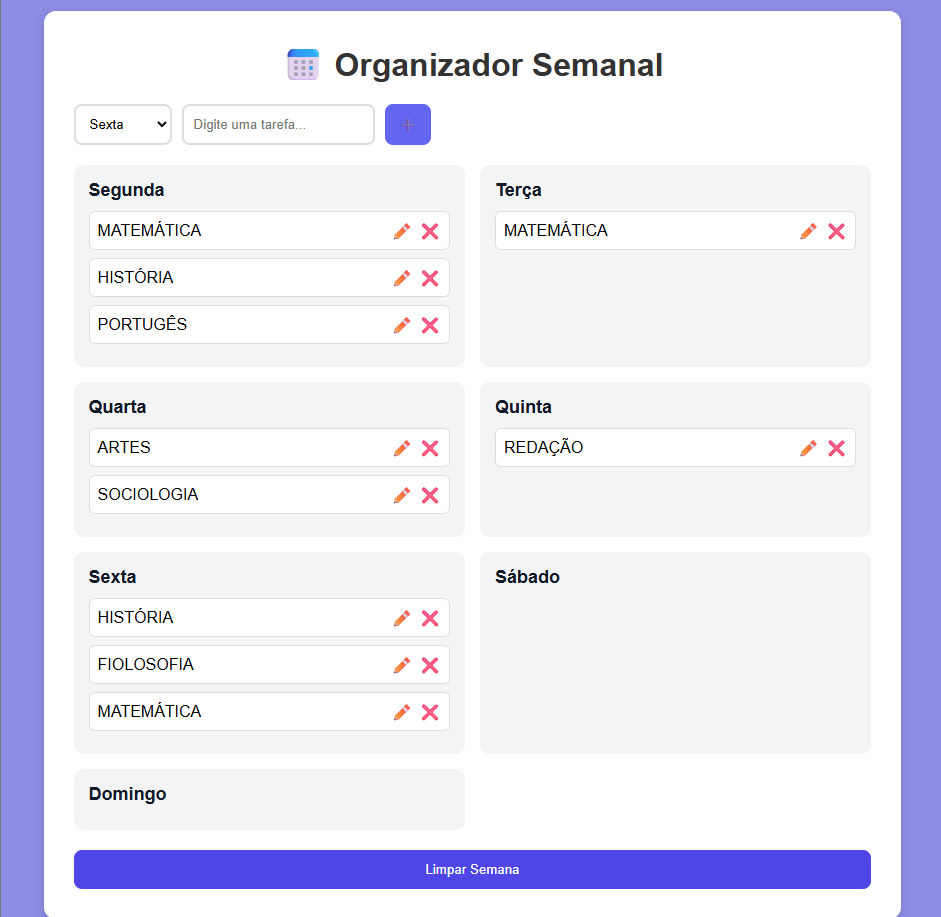 Organizador Semanal
Sexta Digite uma tarefa... +
Segunda
MATEMÁTICA
HISTÓRIA
PORTUGÊS
Terça
MATEMÁTICA
Quarta
ARTES
SOCIOLOGIA
Quinta
REDAÇÃO
Sexta
HISTÓRIA
FIOLOSOFIA
MATEMÁTICA
Sábado
Domingo
Limpar Semana